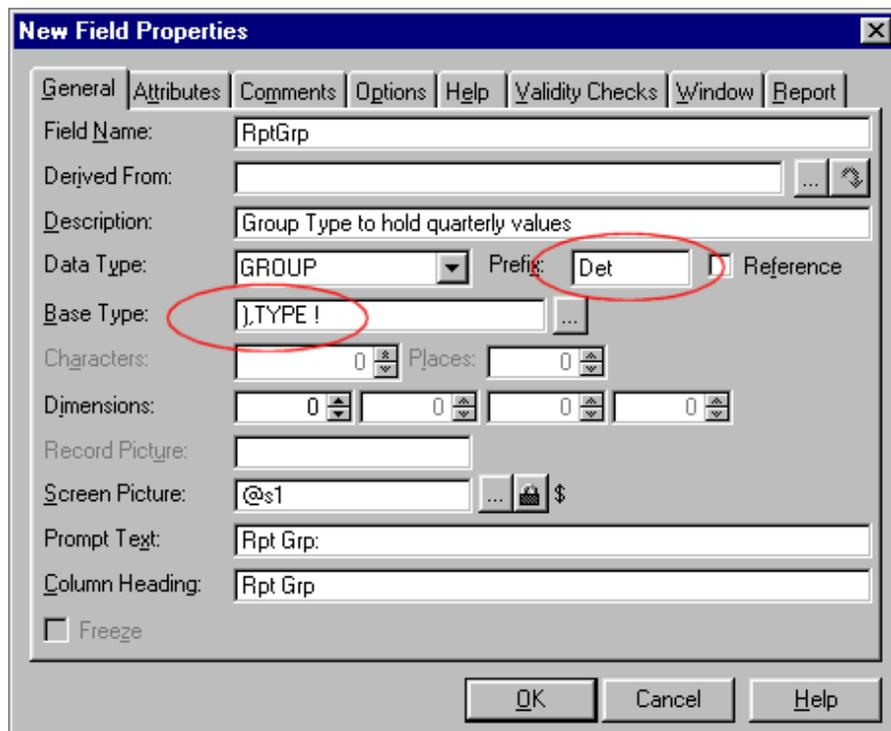 New Field Properties
General Attributes Comments Options Help Validity Checks Window Report
Field Name: RptGrp
Derived From: ...
Description: Group Type to hold quarterly values
Data Type: GROUP Prefix: Det Reference
Base Type: ),TYPE ! ...
Characters: 0 Places: 0
Dimensions: 0 0 0 0
Record Picture:
Screen Picture: @s1 ... $
Prompt Text: Rpt Grp:
Column Heading: Rpt Grp
Freeze
OK Cancel Help